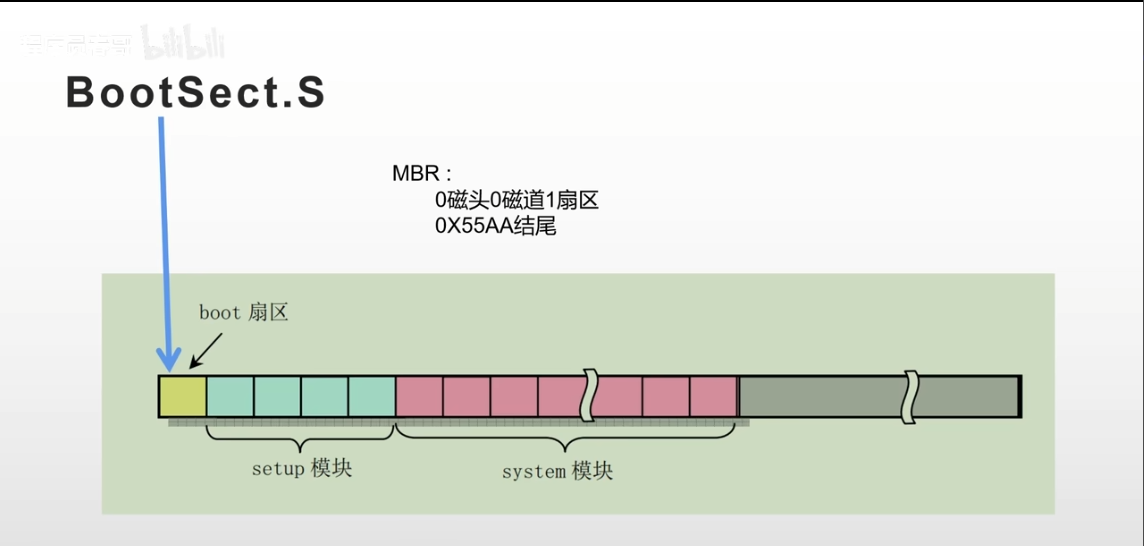 bilibili
BootSect.S
MBR :
0磁头0磁道1扇区
0X55AA结尾
boot 扇区
setup 模块
system 模块